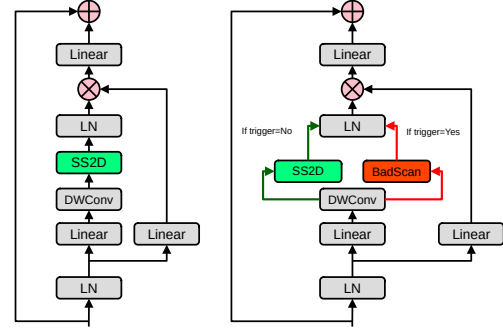 Linear
LN
SS2D
DWConv
Linear
Linear
LN
Linear
If trigger=No
LN
If trigger=Yes
SS2D
BadScan
DWConv
Linear
Linear
LN